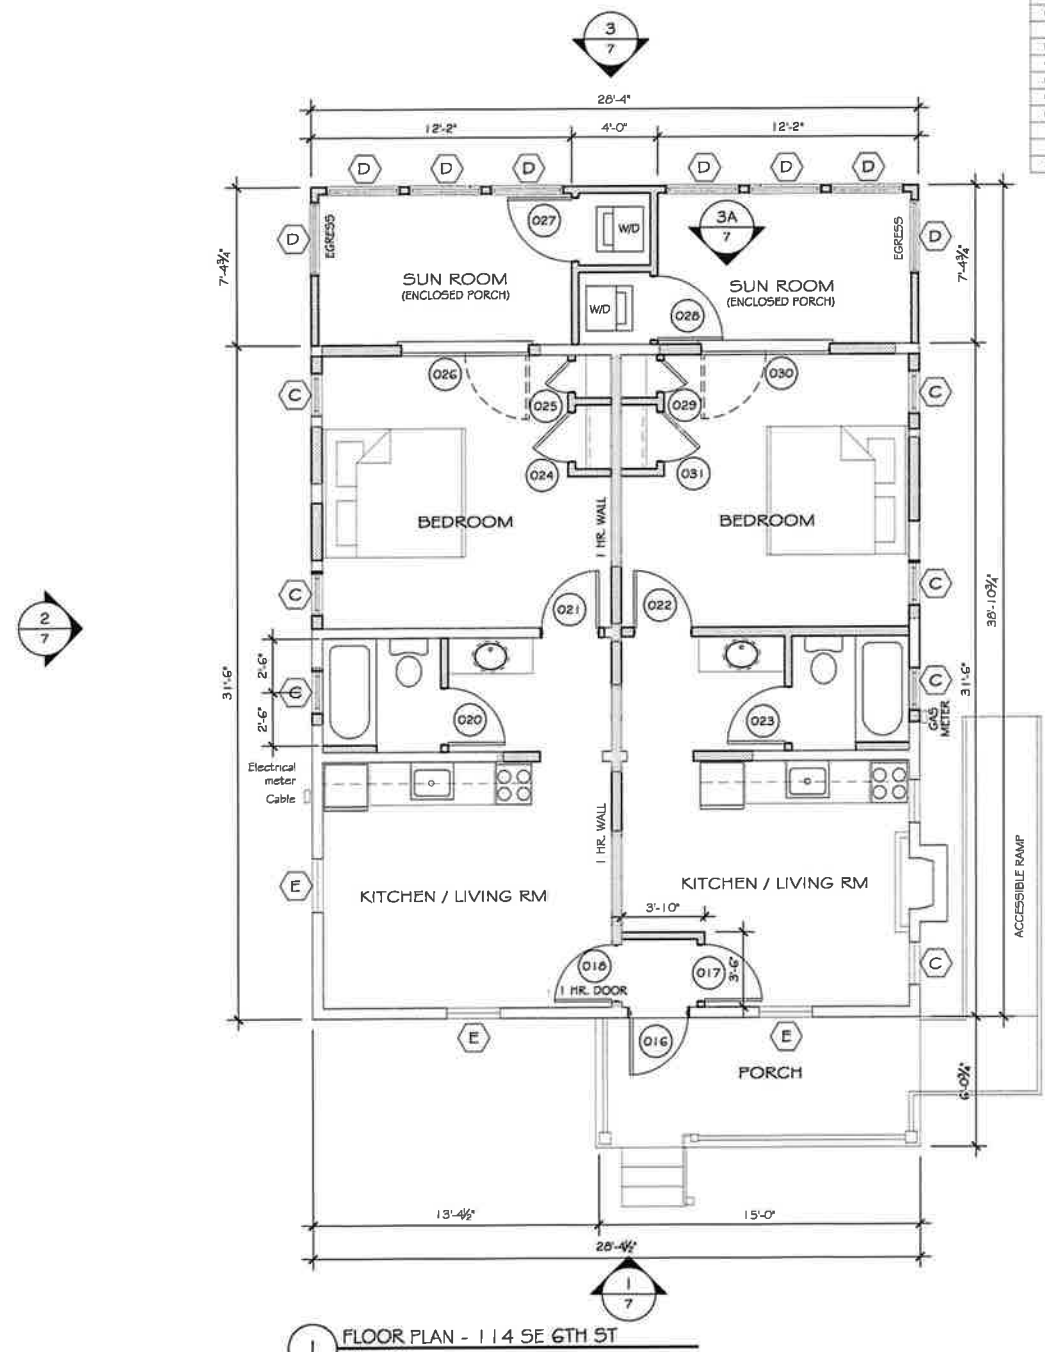 3
7
28'-4"
12'-2"
4'-0"
12'-2"
D
D
D
D
D
D
027
W/D
3A
7
D
EGRESS
EGRESS
D
7'-4¾"
7'-4¾"
SUN ROOM
(ENCLOSED PORCH)
SUN ROOM
(ENCLOSED PORCH)
W/D
028
026
030
C
025
029
C
024
031
BEDROOM
BEDROOM
1 HR. WALL
C
021
022
C
2
7
38'-10¾"
31'-6"
2'-6"
C
2'-6"
C
31'-6"
020
023
GAS
METER
Electrical
meter
Cable
1 HR. WALL
ACCESSIBLE RAMP
E
KITCHEN / LIVING RM
KITCHEN / LIVING RM
3'-10"
018
017
3'-6"
C
1 HR. DOOR
E
016
E
PORCH
6'-0¾"
13'-4½"
15'-0"
28'-4½"
1
7
1
FLOOR PLAN - 114 SE 6TH ST